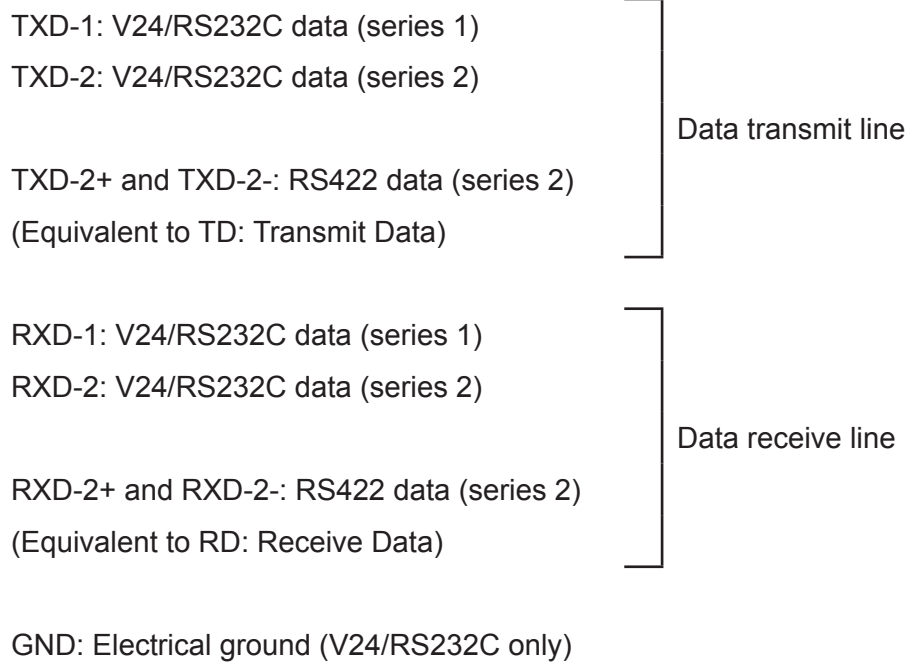 TXD-1: V24/RS232C data (series 1)
TXD-2: V24/RS232C data (series 2)
Data transmit line
TXD-2+ and TXD-2-: RS422 data (series 2)
(Equivalent to TD: Transmit Data)
RXD-1: V24/RS232C data (series 1)
RXD-2: V24/RS232C data (series 2)
Data receive line
RXD-2+ and RXD-2-: RS422 data (series 2)
(Equivalent to RD: Receive Data)
GND: Electrical ground (V24/RS232C only)